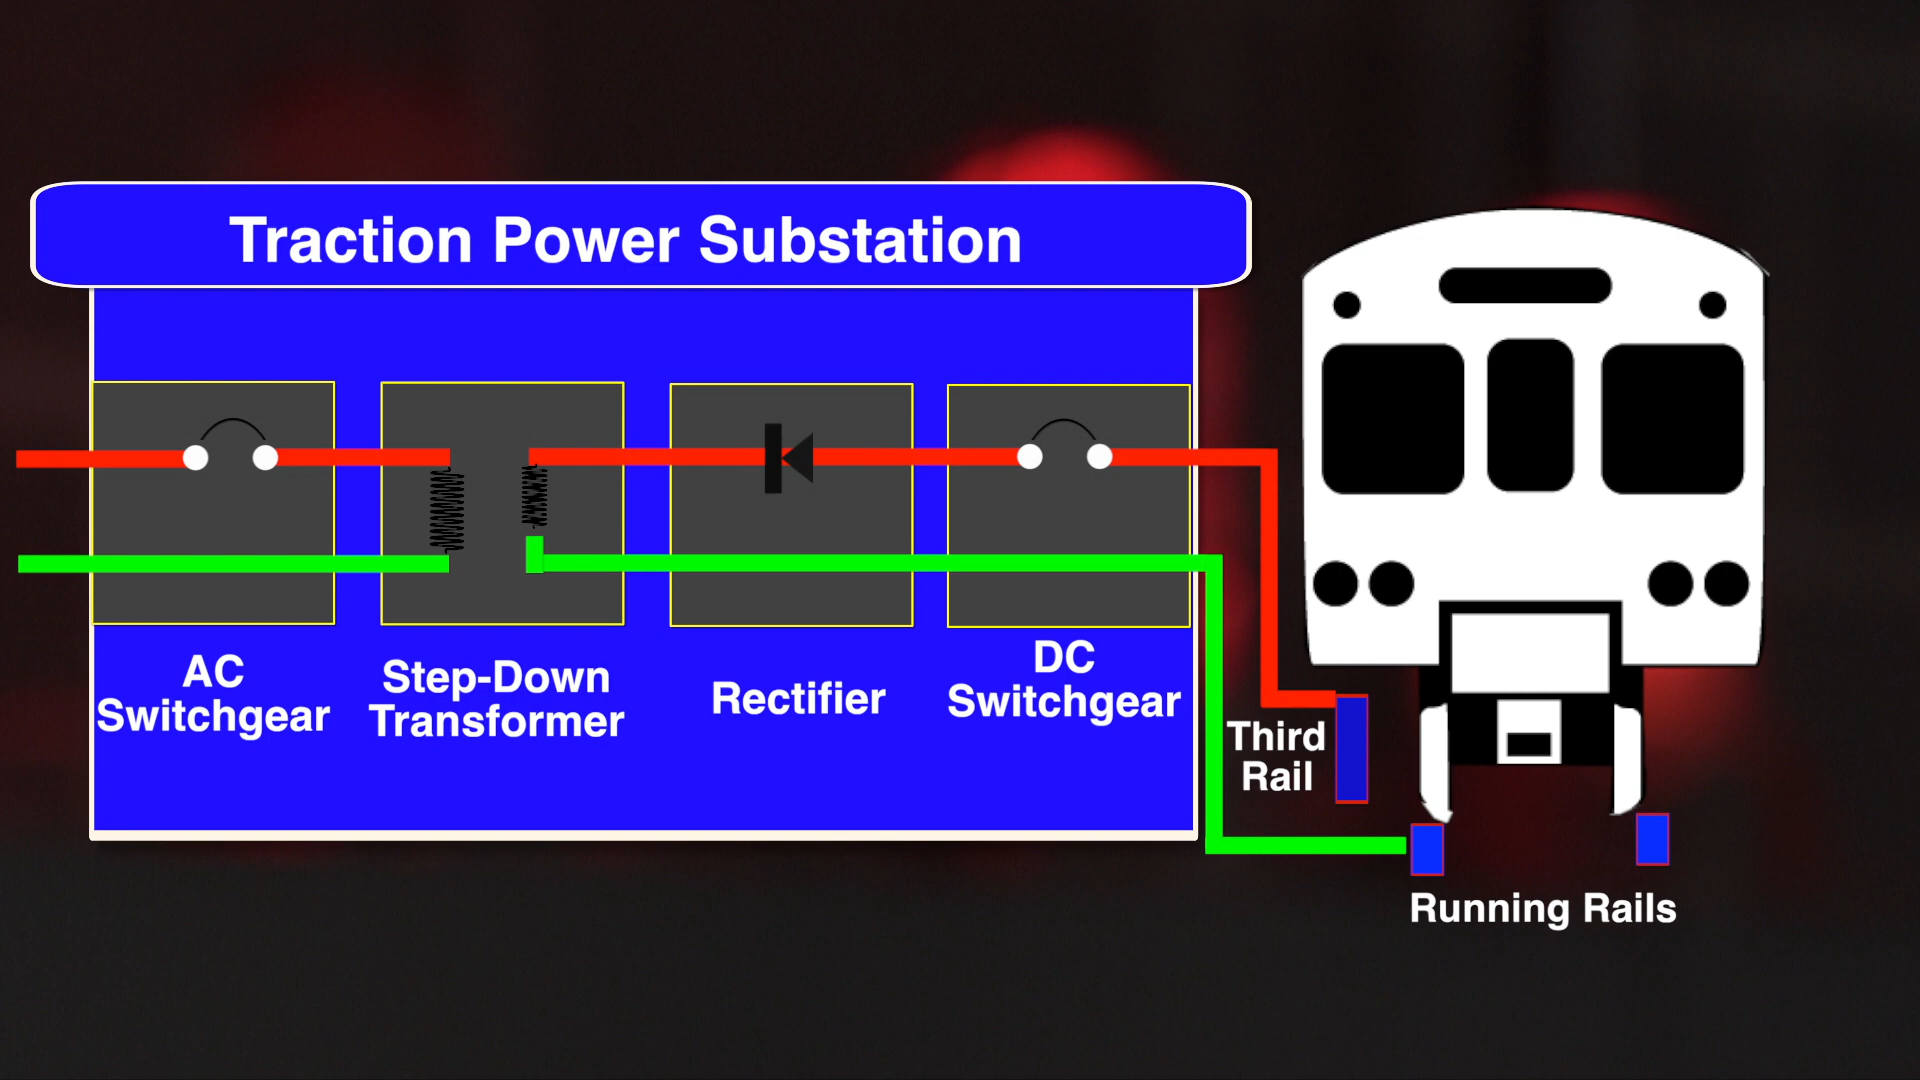 Traction Power Substation
AC
Switchgear
Step-Down
Transformer
Rectifier
DC
Switchgear
Third
Rail
Running Rails